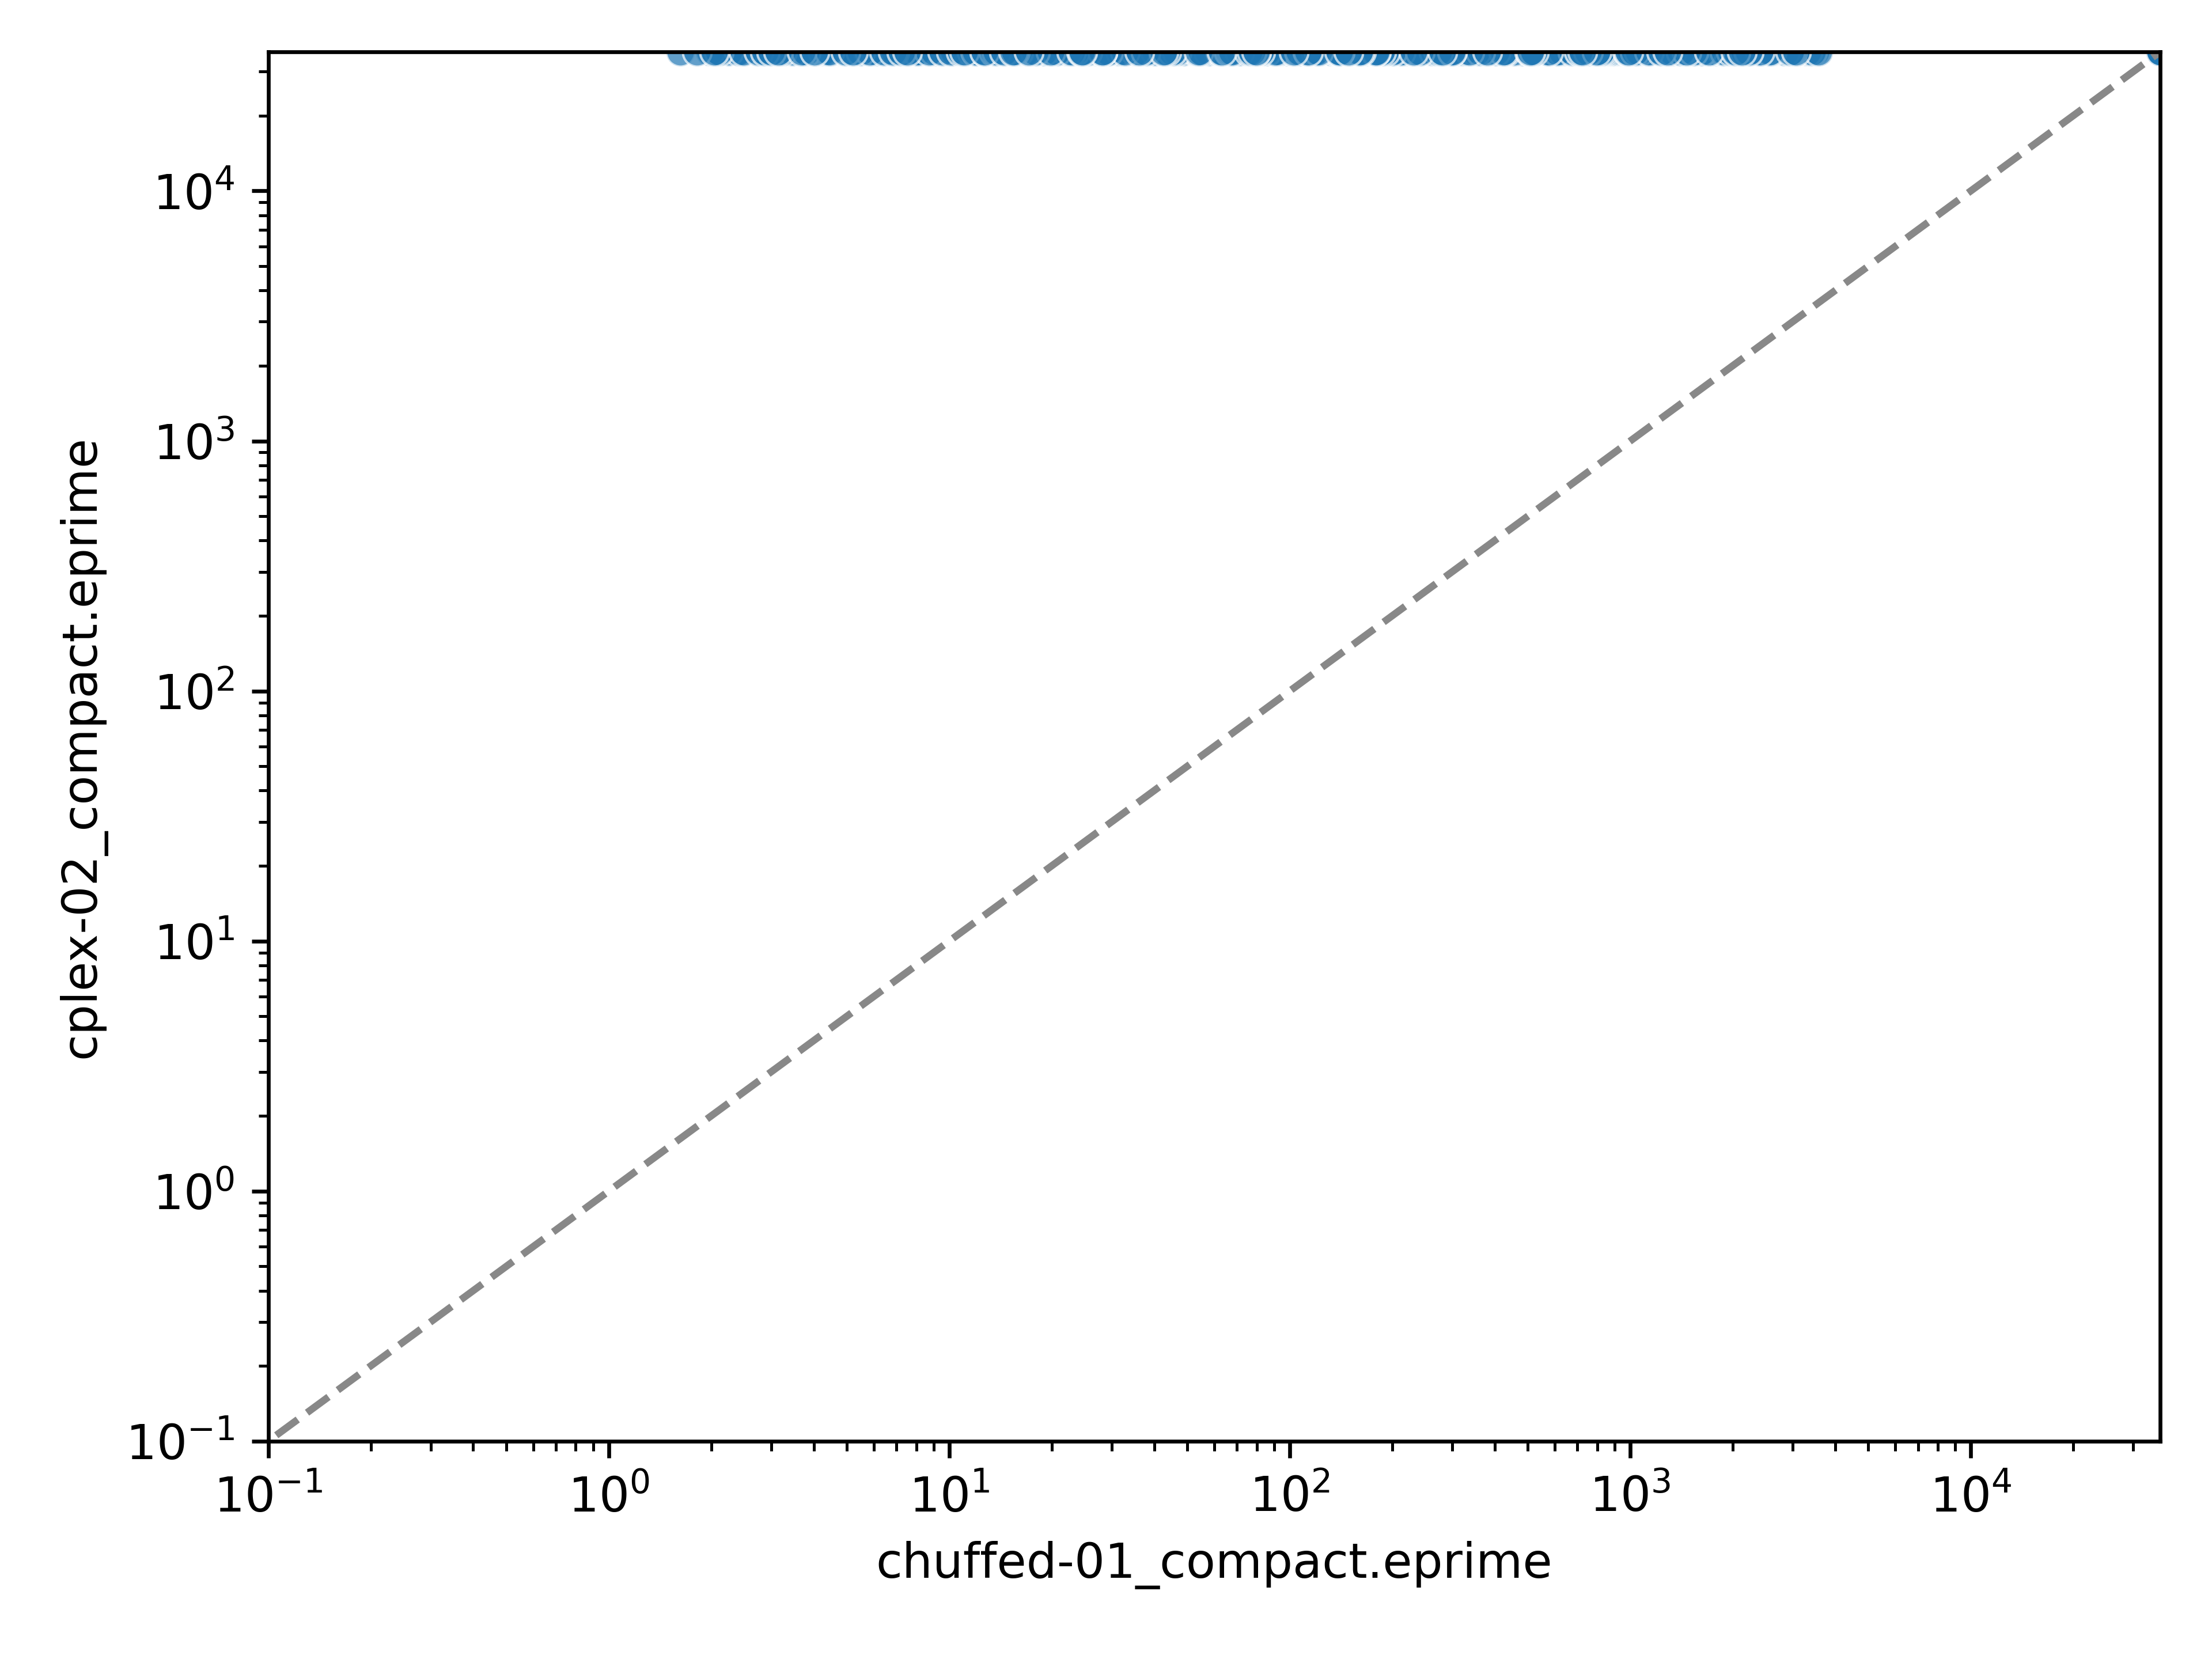 10⁴
10³
10²
10¹
10⁰
10⁻¹
cplex-02_compact.eprime
10⁻¹ 10⁰ 10¹ 10² 10³ 10⁴
chuffed-01_compact.eprime